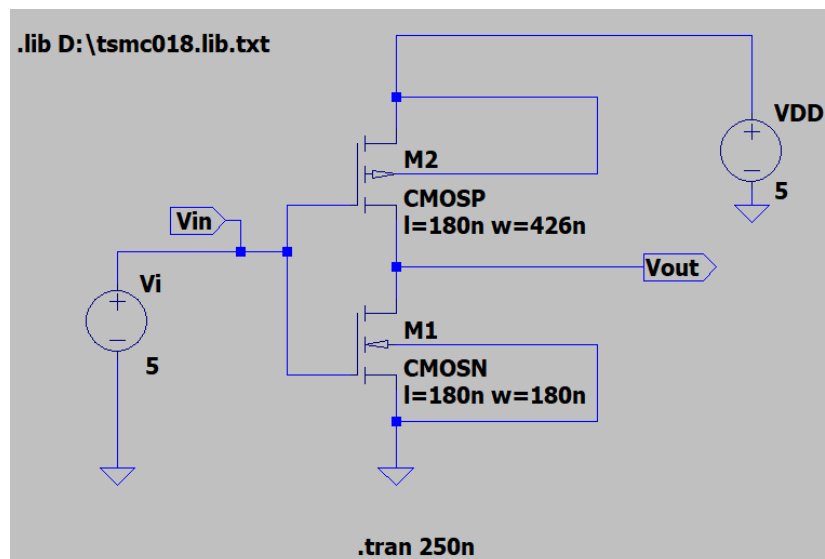 .lib D:\tsmc018.lib.txt
VDD
5
M2
CMOSP
l=180n w=426n
Vin
Vout
Vi
5
M1
CMOSN
l=180n w=180n
.tran 250n